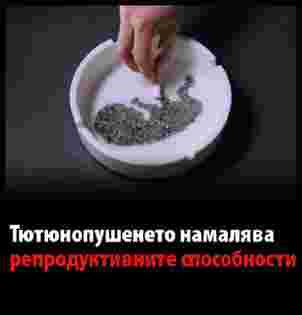 Тютюнопушенето намалява
репродуктивните способности